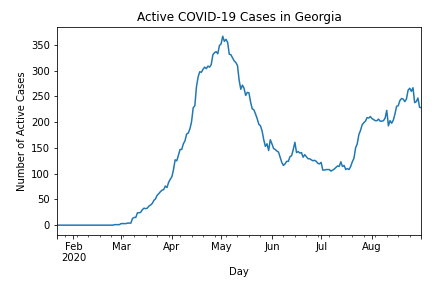 Active COVID-19 Cases in Georgia
Number of Active Cases
350
300
250
200
150
100
50
0
Feb Mar Apr May Jun Jul Aug
2020
Day